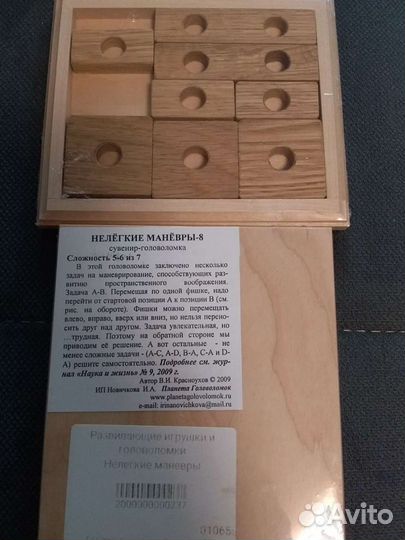 НЕЛЁГКИЕ МАНЁВРЫ-8
сувенир-головоломка
Сложность 5-6 из 7
В этой головоломке заключено несколько
задач на маневрирование, способствующих раз-
витию пространственного воображения.
Задача А-В. Перемещая по одной фишке, надо
перейти от стартовой позиции А к позиции В (см.
рис. на обороте). Фишки можно перемещать
влево, вправо, вверх или вниз, но нельзя перено-
сить друг над другом. Задача увлекательная, но
...трудная. Поэтому на обратной стороне мы
приводим её решение. А вот остальные - не
менее сложные задачи - (А-С, А-D, В-А, С-А и D-
А) решите самостоятельно. Подробнее см. жур-
нал «Наука и жизнь» № 9, 2009 г.
Автор В.И. Красноухов © 2009
ИП Новичкова И.А. Планета Головоломок
www.planetagolovolomok.ru
e-mail: irinanovichkova@mail.ru
Развивающие игрушки и
головоломки
Нелегкие маневры
2000000000237
01065
Avito